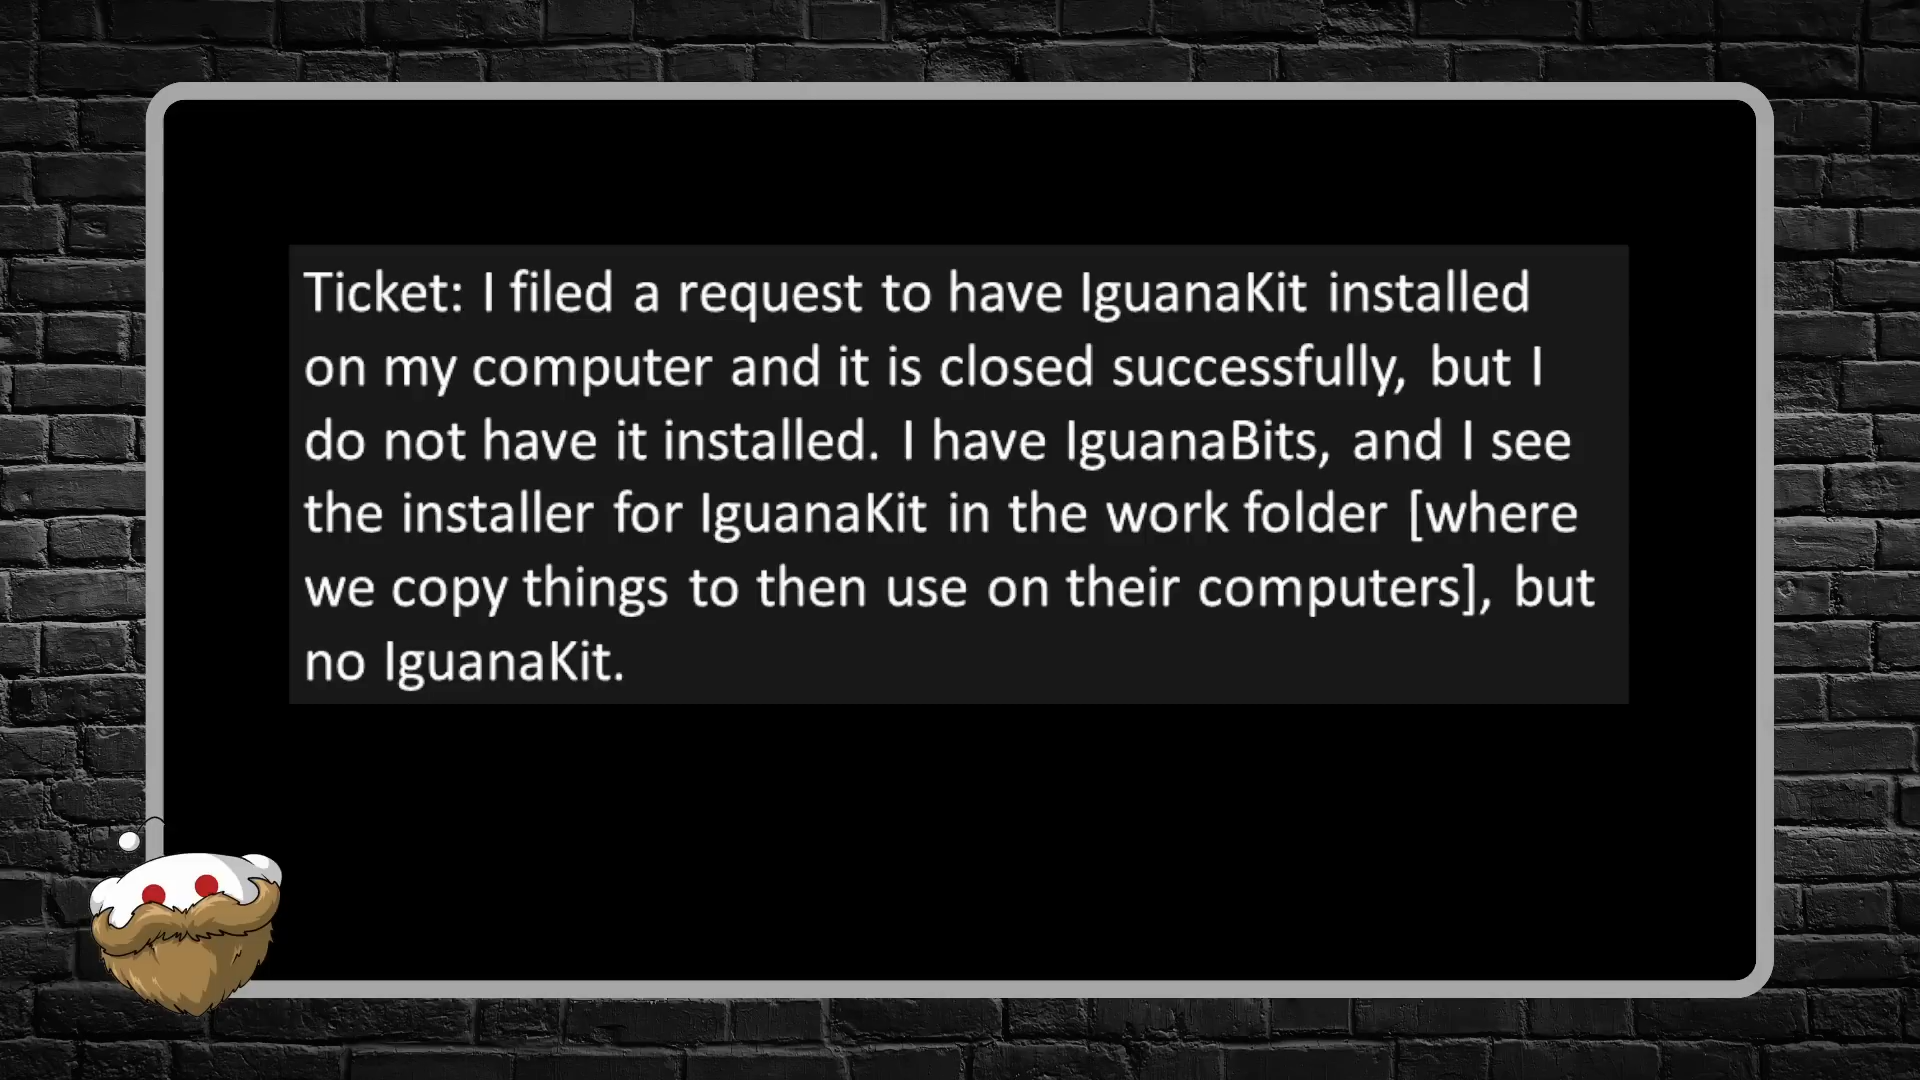 Ticket: I filed a request to have IguanaKit installed
on my computer and it is closed successfully, but I
do not have it installed. I have IguanaBits, and I see
the installer for IguanaKit in the work folder [where
we copy things to then use on their computers], but
no IguanaKit.